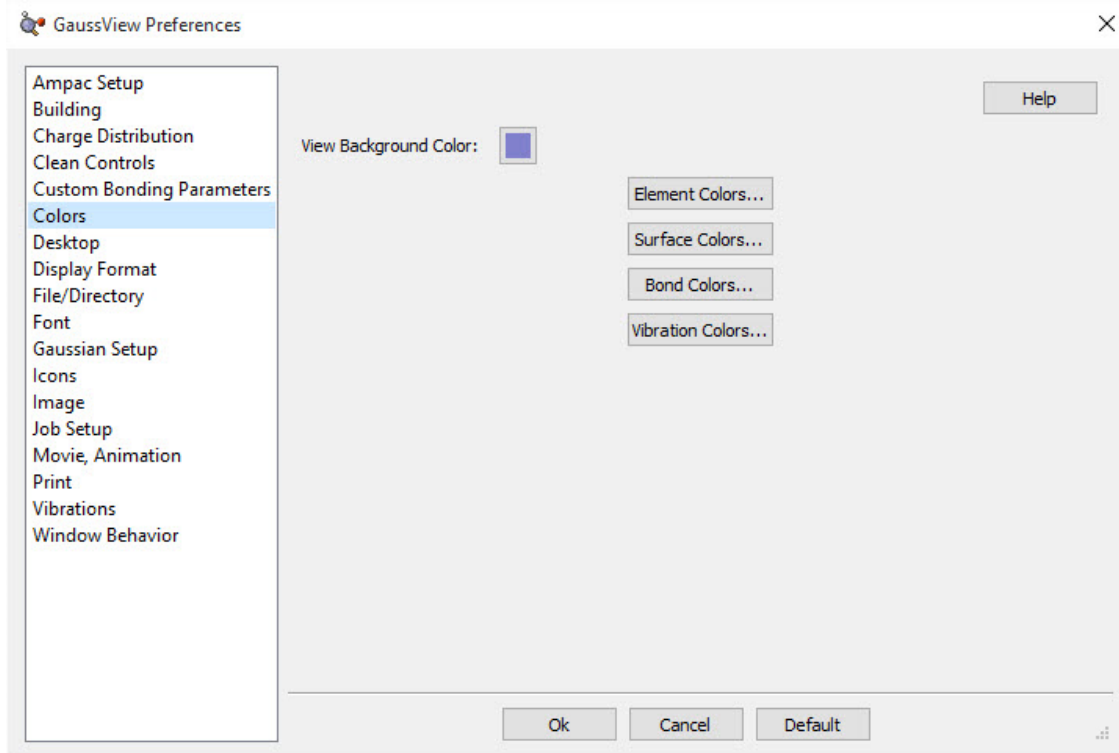 GaussView Preferences
Ampac Setup
Building
Charge Distribution
Clean Controls
Custom Bonding Parameters
Colors
Desktop
Display Format
File/Directory
Font
Gaussian Setup
Icons
Image
Job Setup
Movie, Animation
Print
Vibrations
Window Behavior
Help
View Background Color:
Element Colors...
Surface Colors...
Bond Colors...
Vibration Colors...
Ok Cancel Default